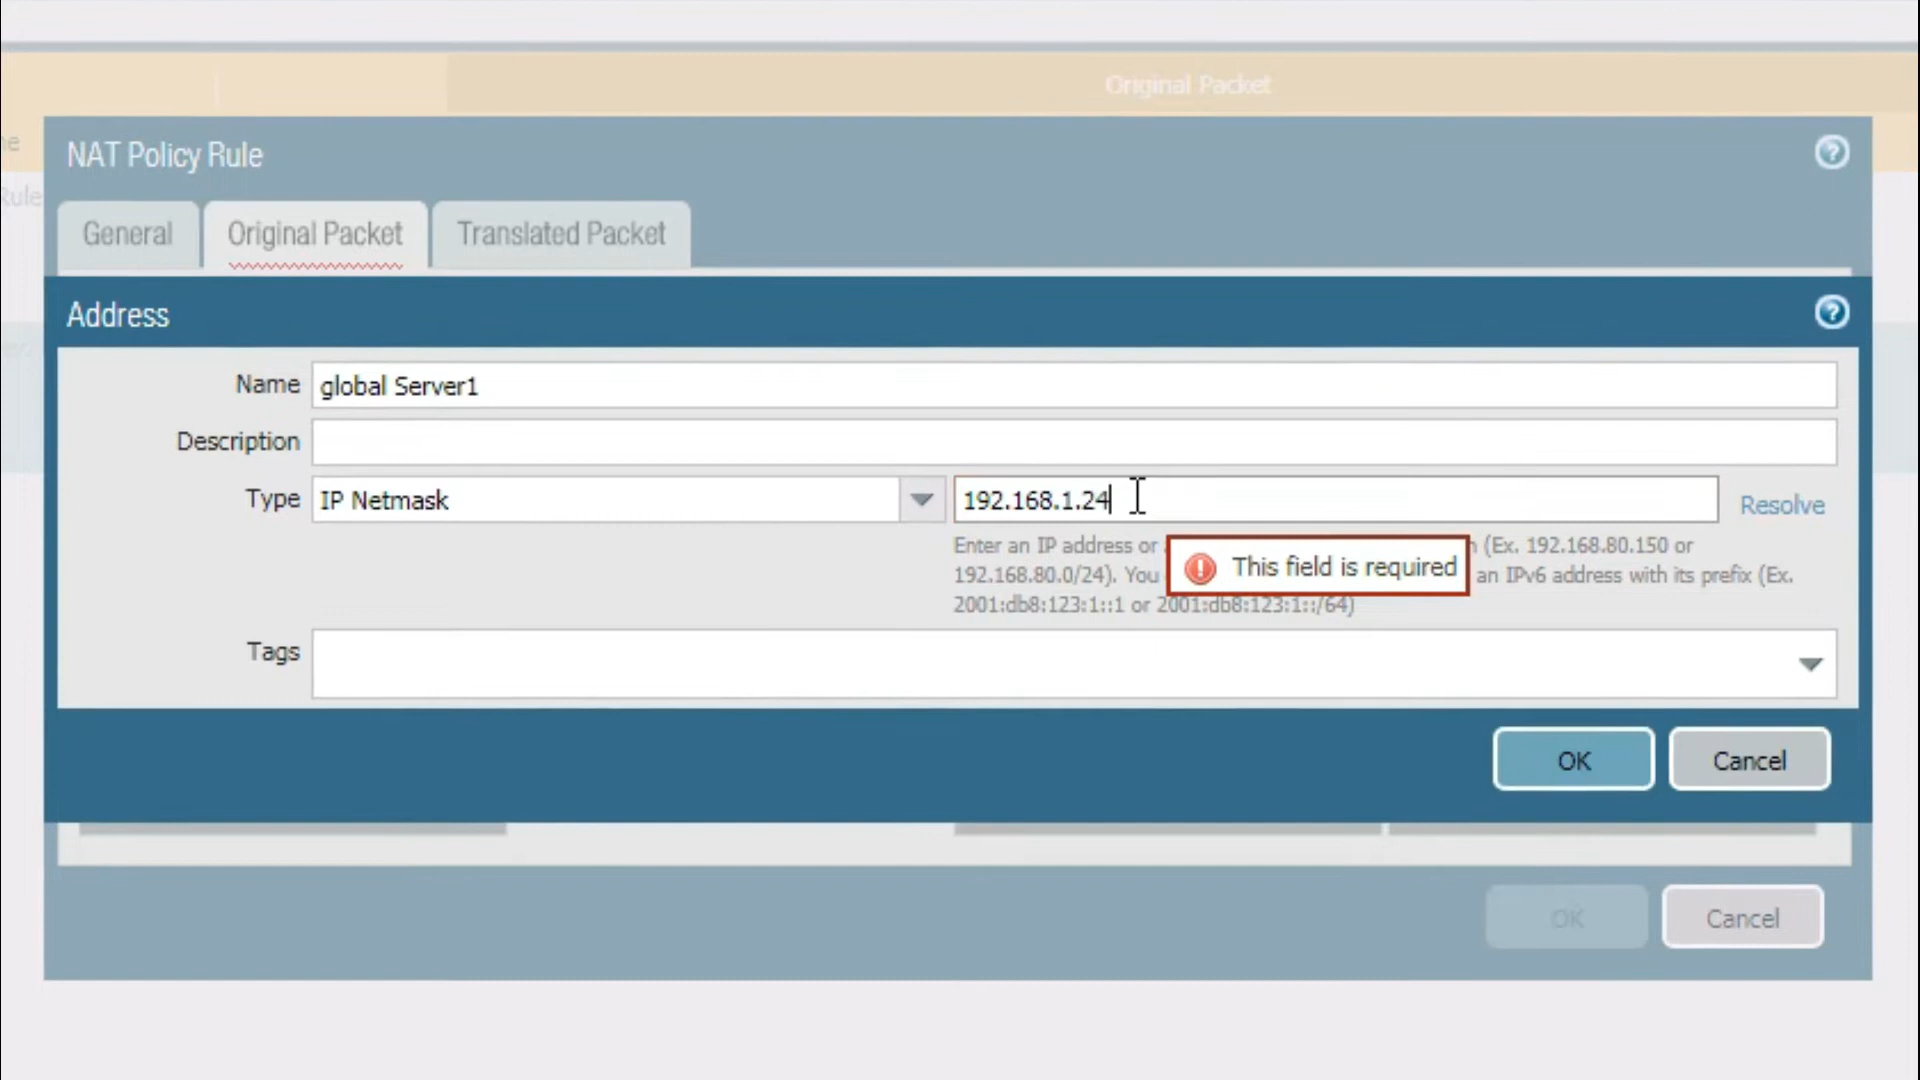 Original Packet
NAT Policy Rule
General
Original Packet
Translated Packet
Address
Name global Server1
Description
Type IP Netmask 192.168.1.24 Resolve
Enter an IP address or (Ex. 192.168.80.150 or
This field is required
192.168.80.0/24). You an IPv6 address with its prefix (Ex.
2001:db8:123:1::1 or 2001:db8:123:1::/64)
Tags
OK Cancel
OK Cancel
Rule